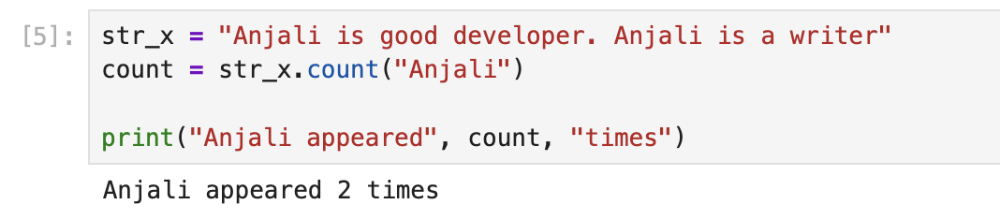 [5]: str_x = "Anjali is good developer. Anjali is a writer"
count = str_x.count("Anjali")
print("Anjali appeared", count, "times")
Anjali appeared 2 times